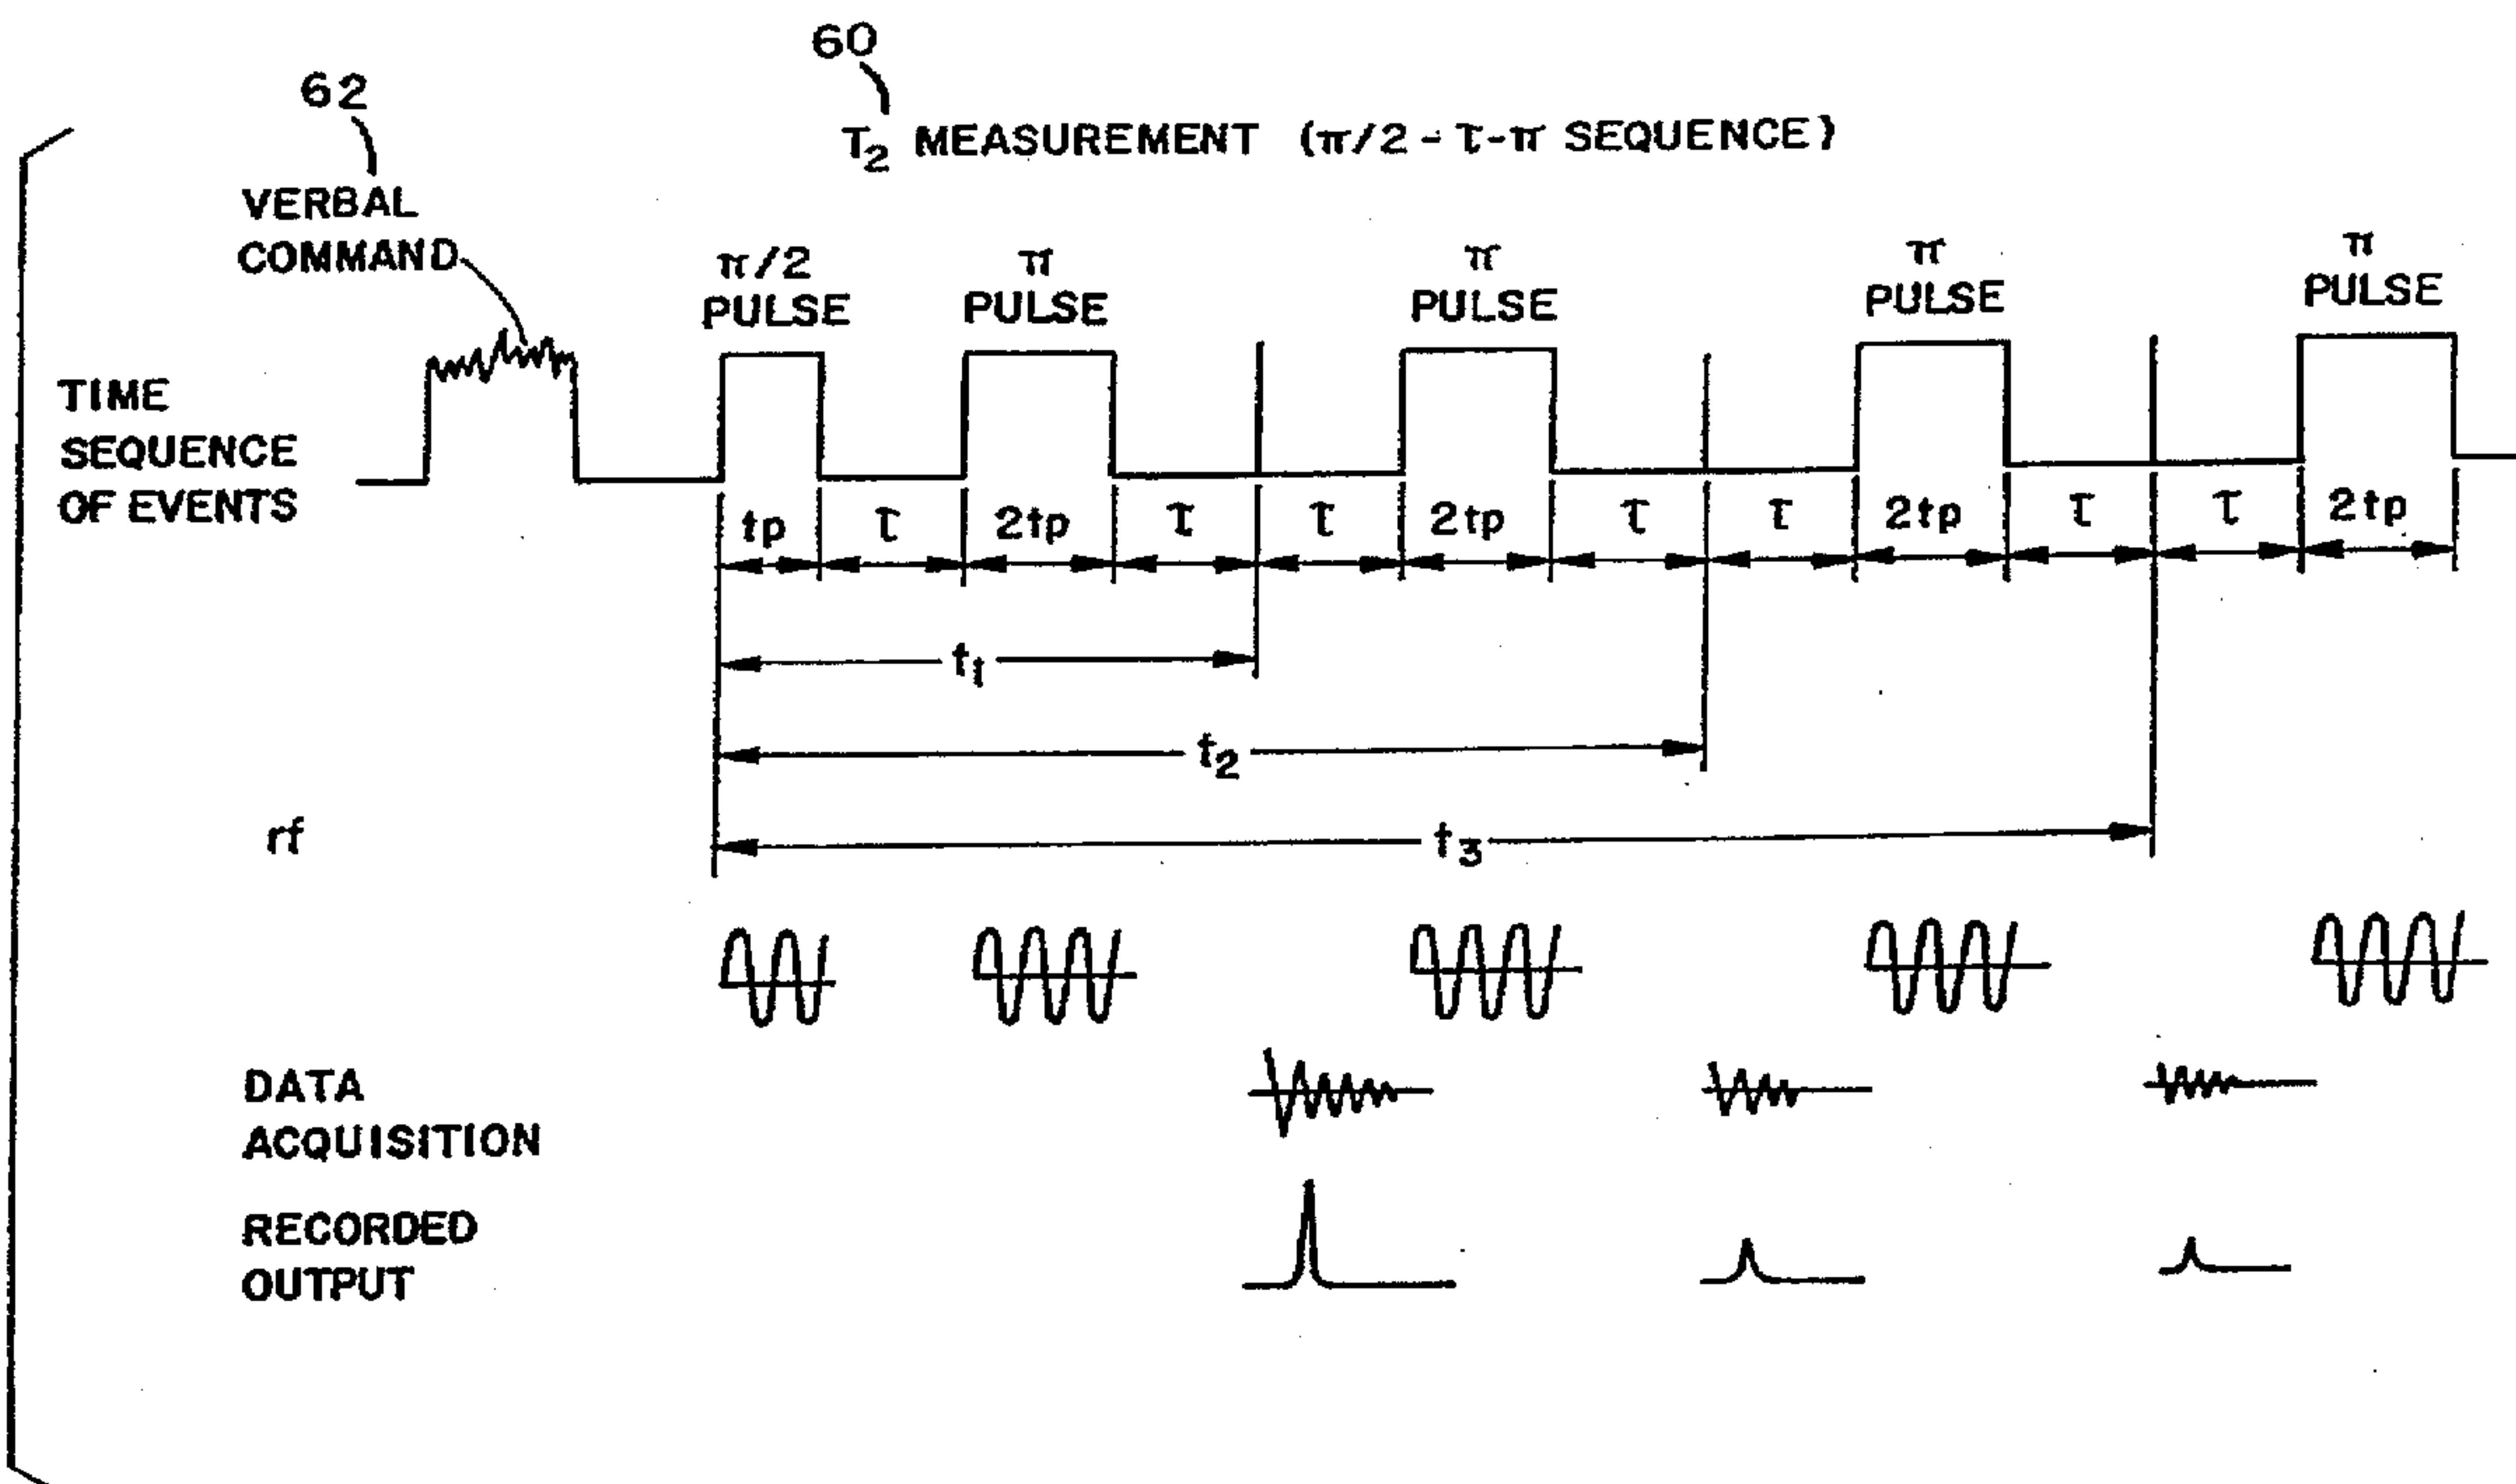 60
62
T₂ MEASUREMENT (π/2 - τ-π SEQUENCE)
VERBAL
COMMAND
π/2
PULSE
π
PULSE
π
PULSE
π
PULSE
π
PULSE
TIME
SEQUENCE
OF EVENTS
tp τ 2tp τ τ 2tp τ τ 2tp τ τ 2tp
t₁
t₂
rf
t₃
DATA
ACQUISITION
RECORDED
OUTPUT